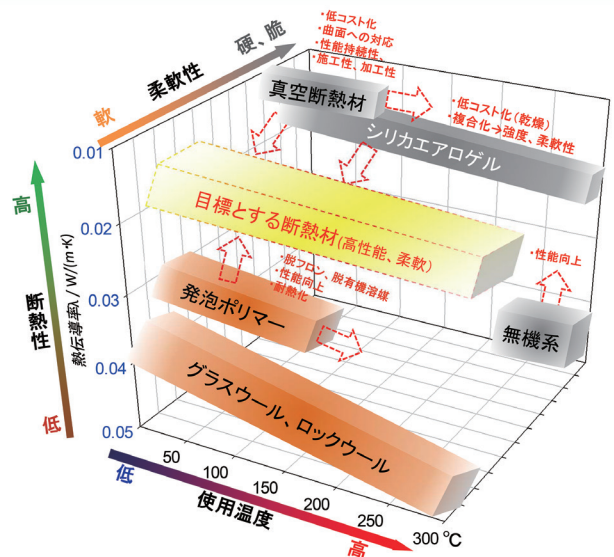 硬、脆
柔軟性
軟
・低コスト化
・曲面への対応
・性能持続性、
・施工性、加工性
真空断熱材
・低コスト化(乾燥)
・複合化→強度、柔軟性
シリカエアロゲル
0.01
高
目標とする断熱材(高性能、柔軟)
0.02
断熱性
熱伝導率λ / W/(m·K)
・脱フロン、脱有機溶媒
・性能向上
・耐熱化
・性能向上
0.03
発泡ポリマー
無機系
0.04
グラスウール、ロックウール
低
0.05
50
100
150
200
250
300 ℃
低
使用温度
高